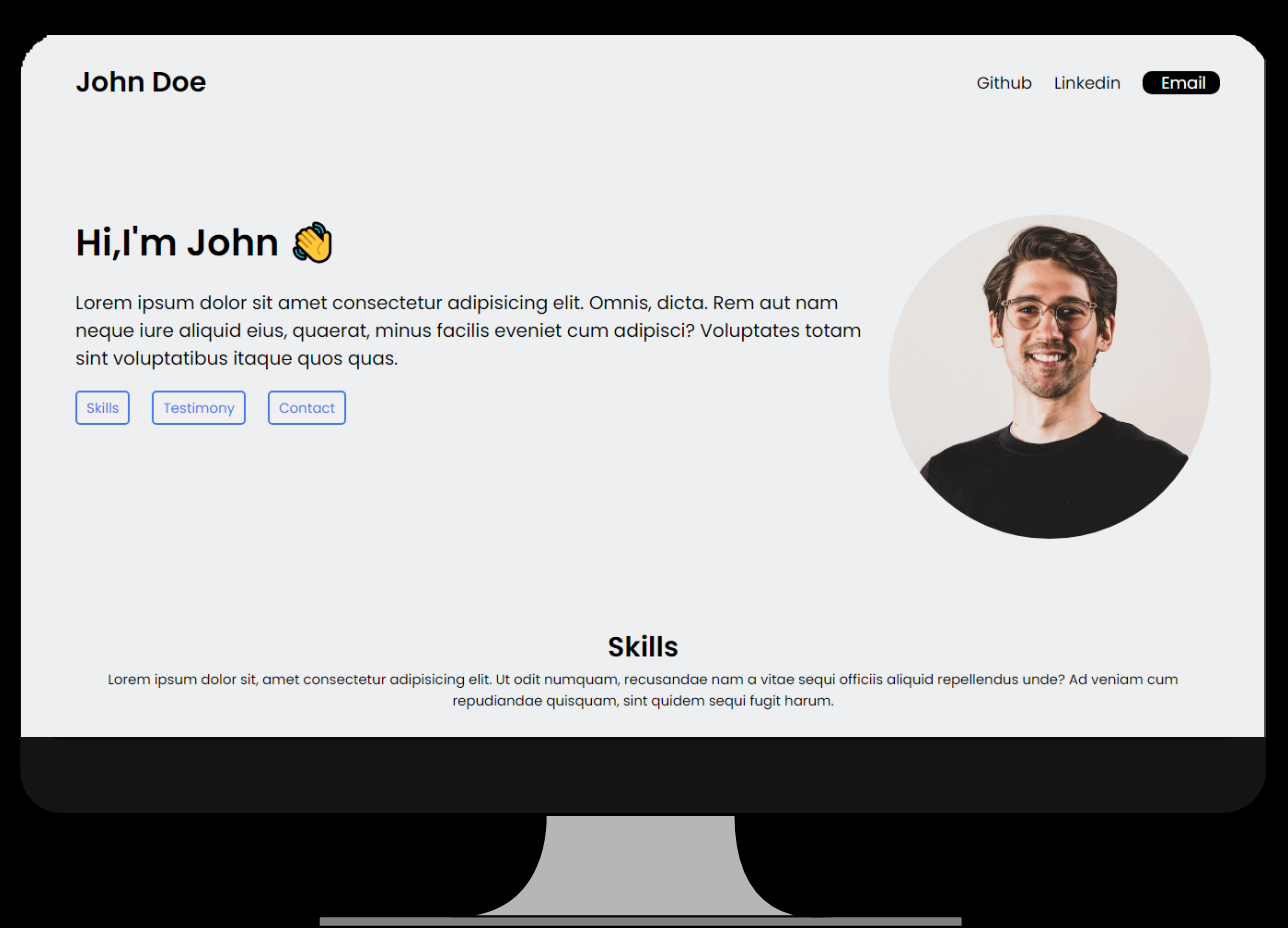 John Doe
Github Linkedin Email
Hi,I'm John 👋
Lorem ipsum dolor sit amet consectetur adipisicing elit. Omnis, dicta. Rem aut nam
neque iure aliquid eius, quaerat, minus facilis eveniet cum adipisci? Voluptates totam
sint voluptatibus itaque quos quas.
Skills Testimony Contact
Skills
Lorem ipsum dolor sit, amet consectetur adipisicing elit. Ut odit numquam, recusandae nam a vitae sequi officiis aliquid repellendus unde? Ad veniam cum
repudiandae quisquam, sint quidem sequi fugit harum.